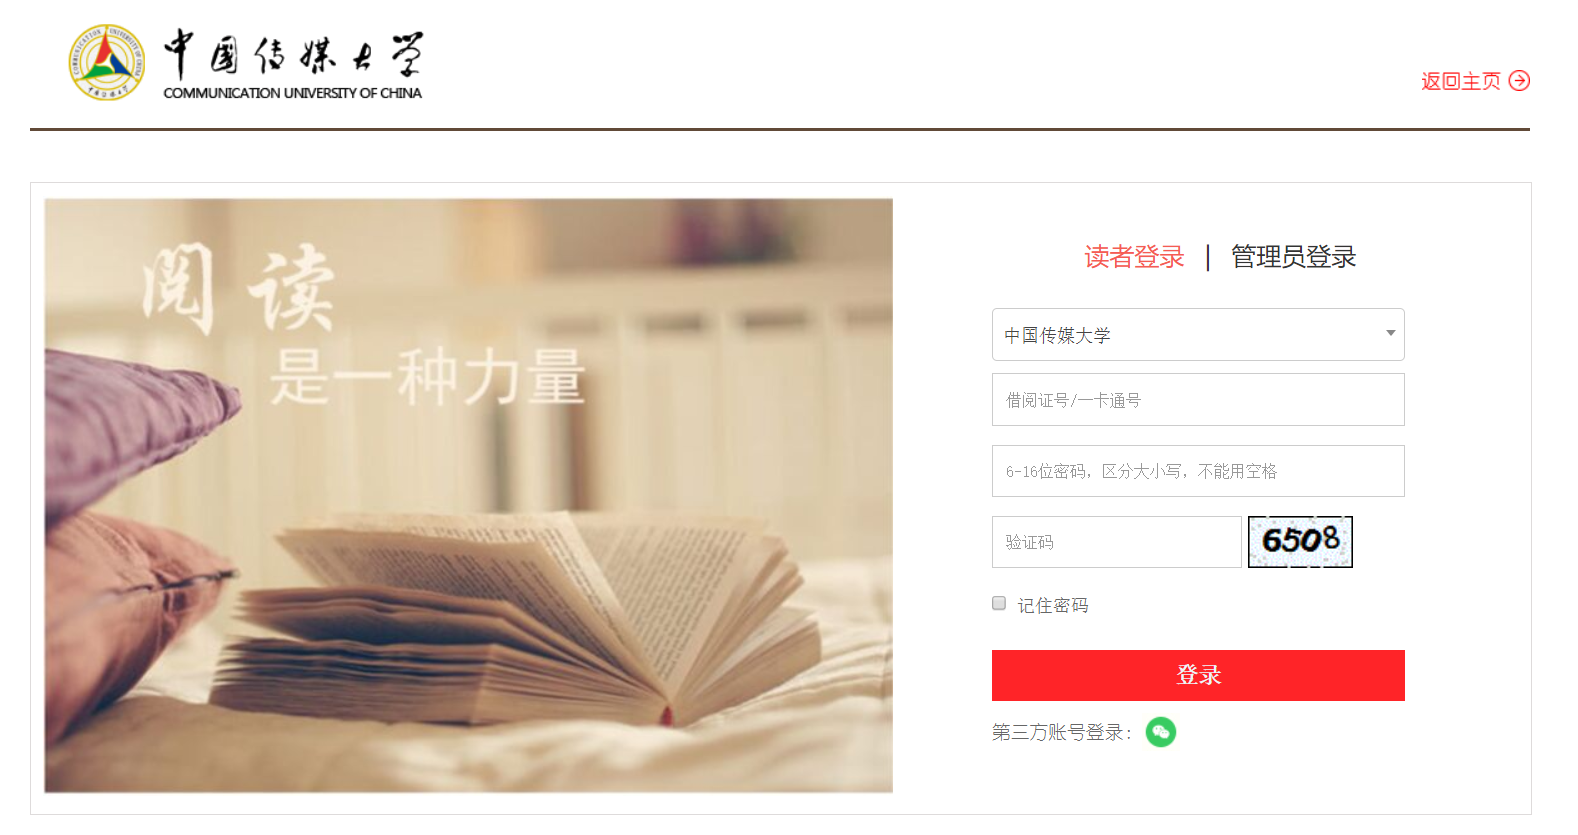 中国传媒大学
COMMUNICATION UNIVERSITY OF CHINA
返回主页
阅读
是一种力量
读者登录 | 管理员登录
中国传媒大学
借阅证号/一卡通号
6-16位密码，区分大小写，不能用空格
验证码
6508
记住密码
登录
第三方账号登录：